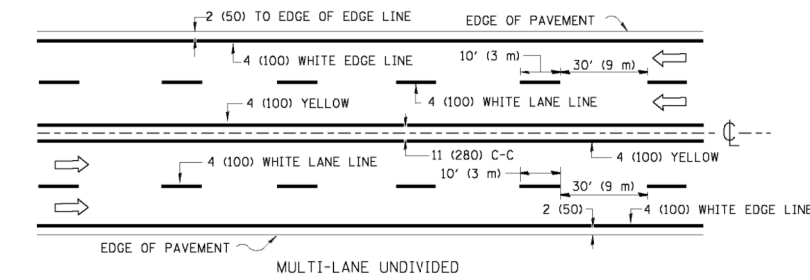 2 (50) TO EDGE OF EDGE LINE
EDGE OF PAVEMENT
4 (100) WHITE EDGE LINE
10' (3 m)
30' (9 m)
4 (100) YELLOW
4 (100) WHITE LANE LINE
CL
4 (100) WHITE LANE LINE
11 (280) C-C
4 (100) YELLOW
10' (3 m)
30' (9 m)
2 (50)
4 (100) WHITE EDGE LINE
EDGE OF PAVEMENT
MULTI-LANE UNDIVIDED